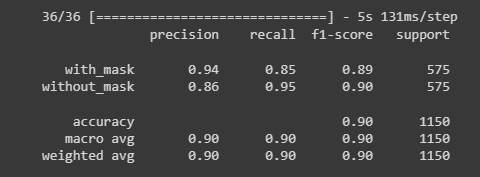 36/36 [==============================] - 5s 131ms/step
              precision    recall  f1-score   support

   with_mask       0.94      0.85      0.89       575
without_mask       0.86      0.95      0.90       575

    accuracy                           0.90      1150
   macro avg       0.90      0.90      0.90      1150
weighted avg       0.90      0.90      0.90      1150